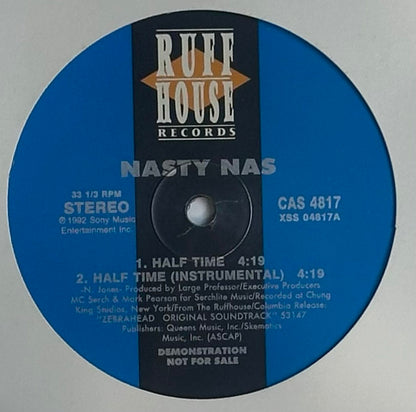 RUFF
HOUSE
RECORDS
NASTY NAS
33 1/3 RPM
STEREO
℗ 1992 Sony Music
Entertainment Inc.
CAS 4817
XSS 04817A
1. HALF TIME 4:19
2. HALF TIME (INSTRUMENTAL) 4:19
-N. Jones- Produced by Large Professor/Executive Producers
MC Serch & Mark Pearson for Serchlite Music/Recorded at Chung
King Studios, New York/From The Ruffhouse/Columbia Release:
"ZEBRAHEAD ORIGINAL SOUNDTRACK" 53147
Publishers: Queens Music, Inc./Skematics
Music, Inc. (ASCAP)
DEMONSTRATION
NOT FOR SALE